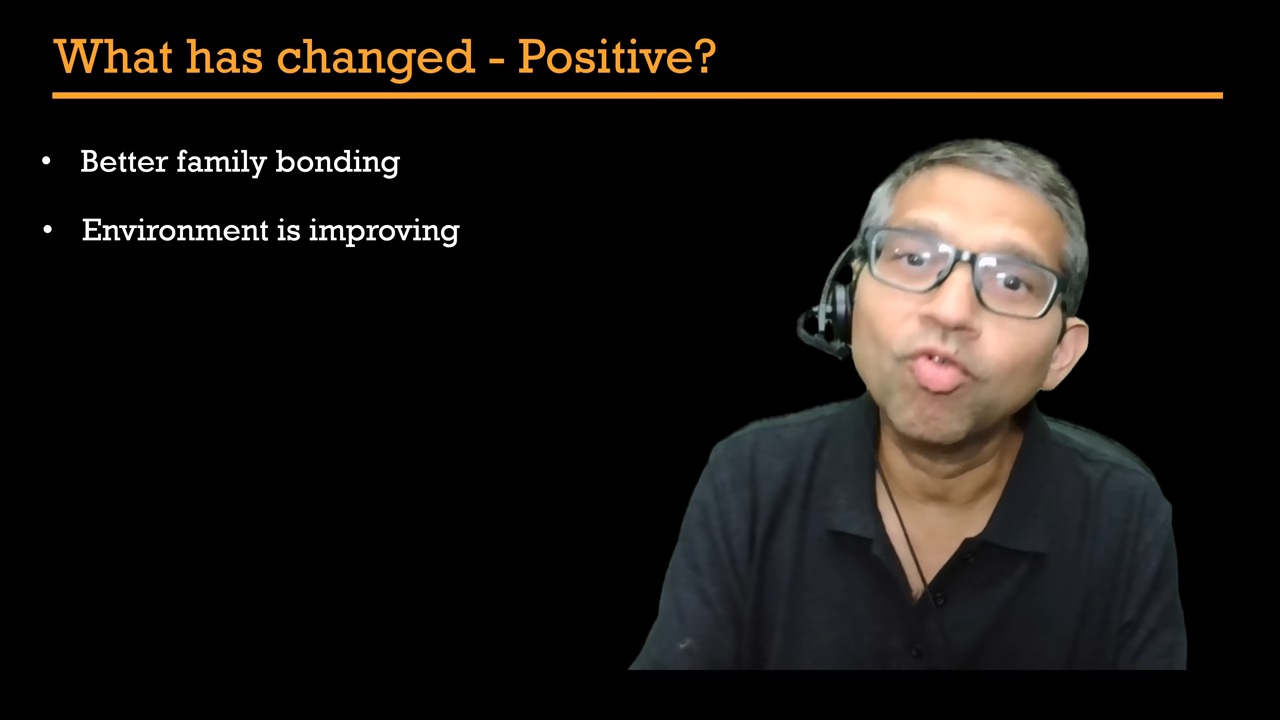 What has changed - Positive?
• Better family bonding
• Environment is improving